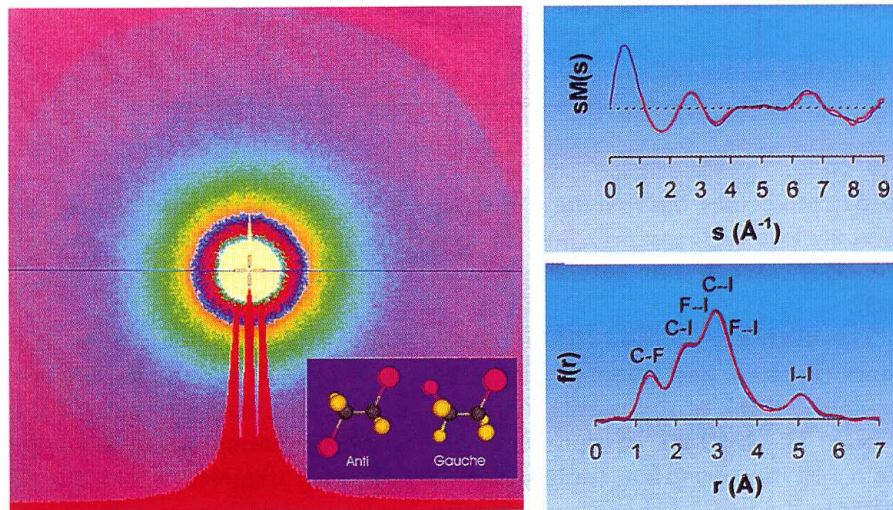 Anti
Gauche
sM(s)
0 1 2 3 4 5 6 7 8 9
s (Å⁻¹)
C--I
F--I
C-I
F--I
C-F
I--I
f(r)
0 1 2 3 4 5 6 7
r (Å)